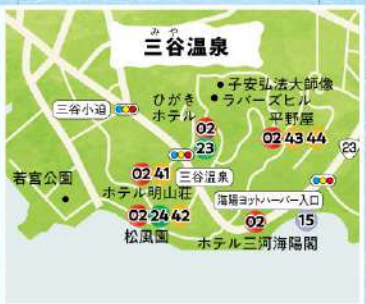 みや
三谷温泉
子安弘法大師像
ラバーズヒル
ひがき
ホテル
平野屋
三谷小迫
02
23
02 43 44
23
三谷温泉
若宮公園
02 41
ホテル明山荘
海陽ヨットハーバー入口
02 24 42
松風園
02
15
ホテル三河海陽閣